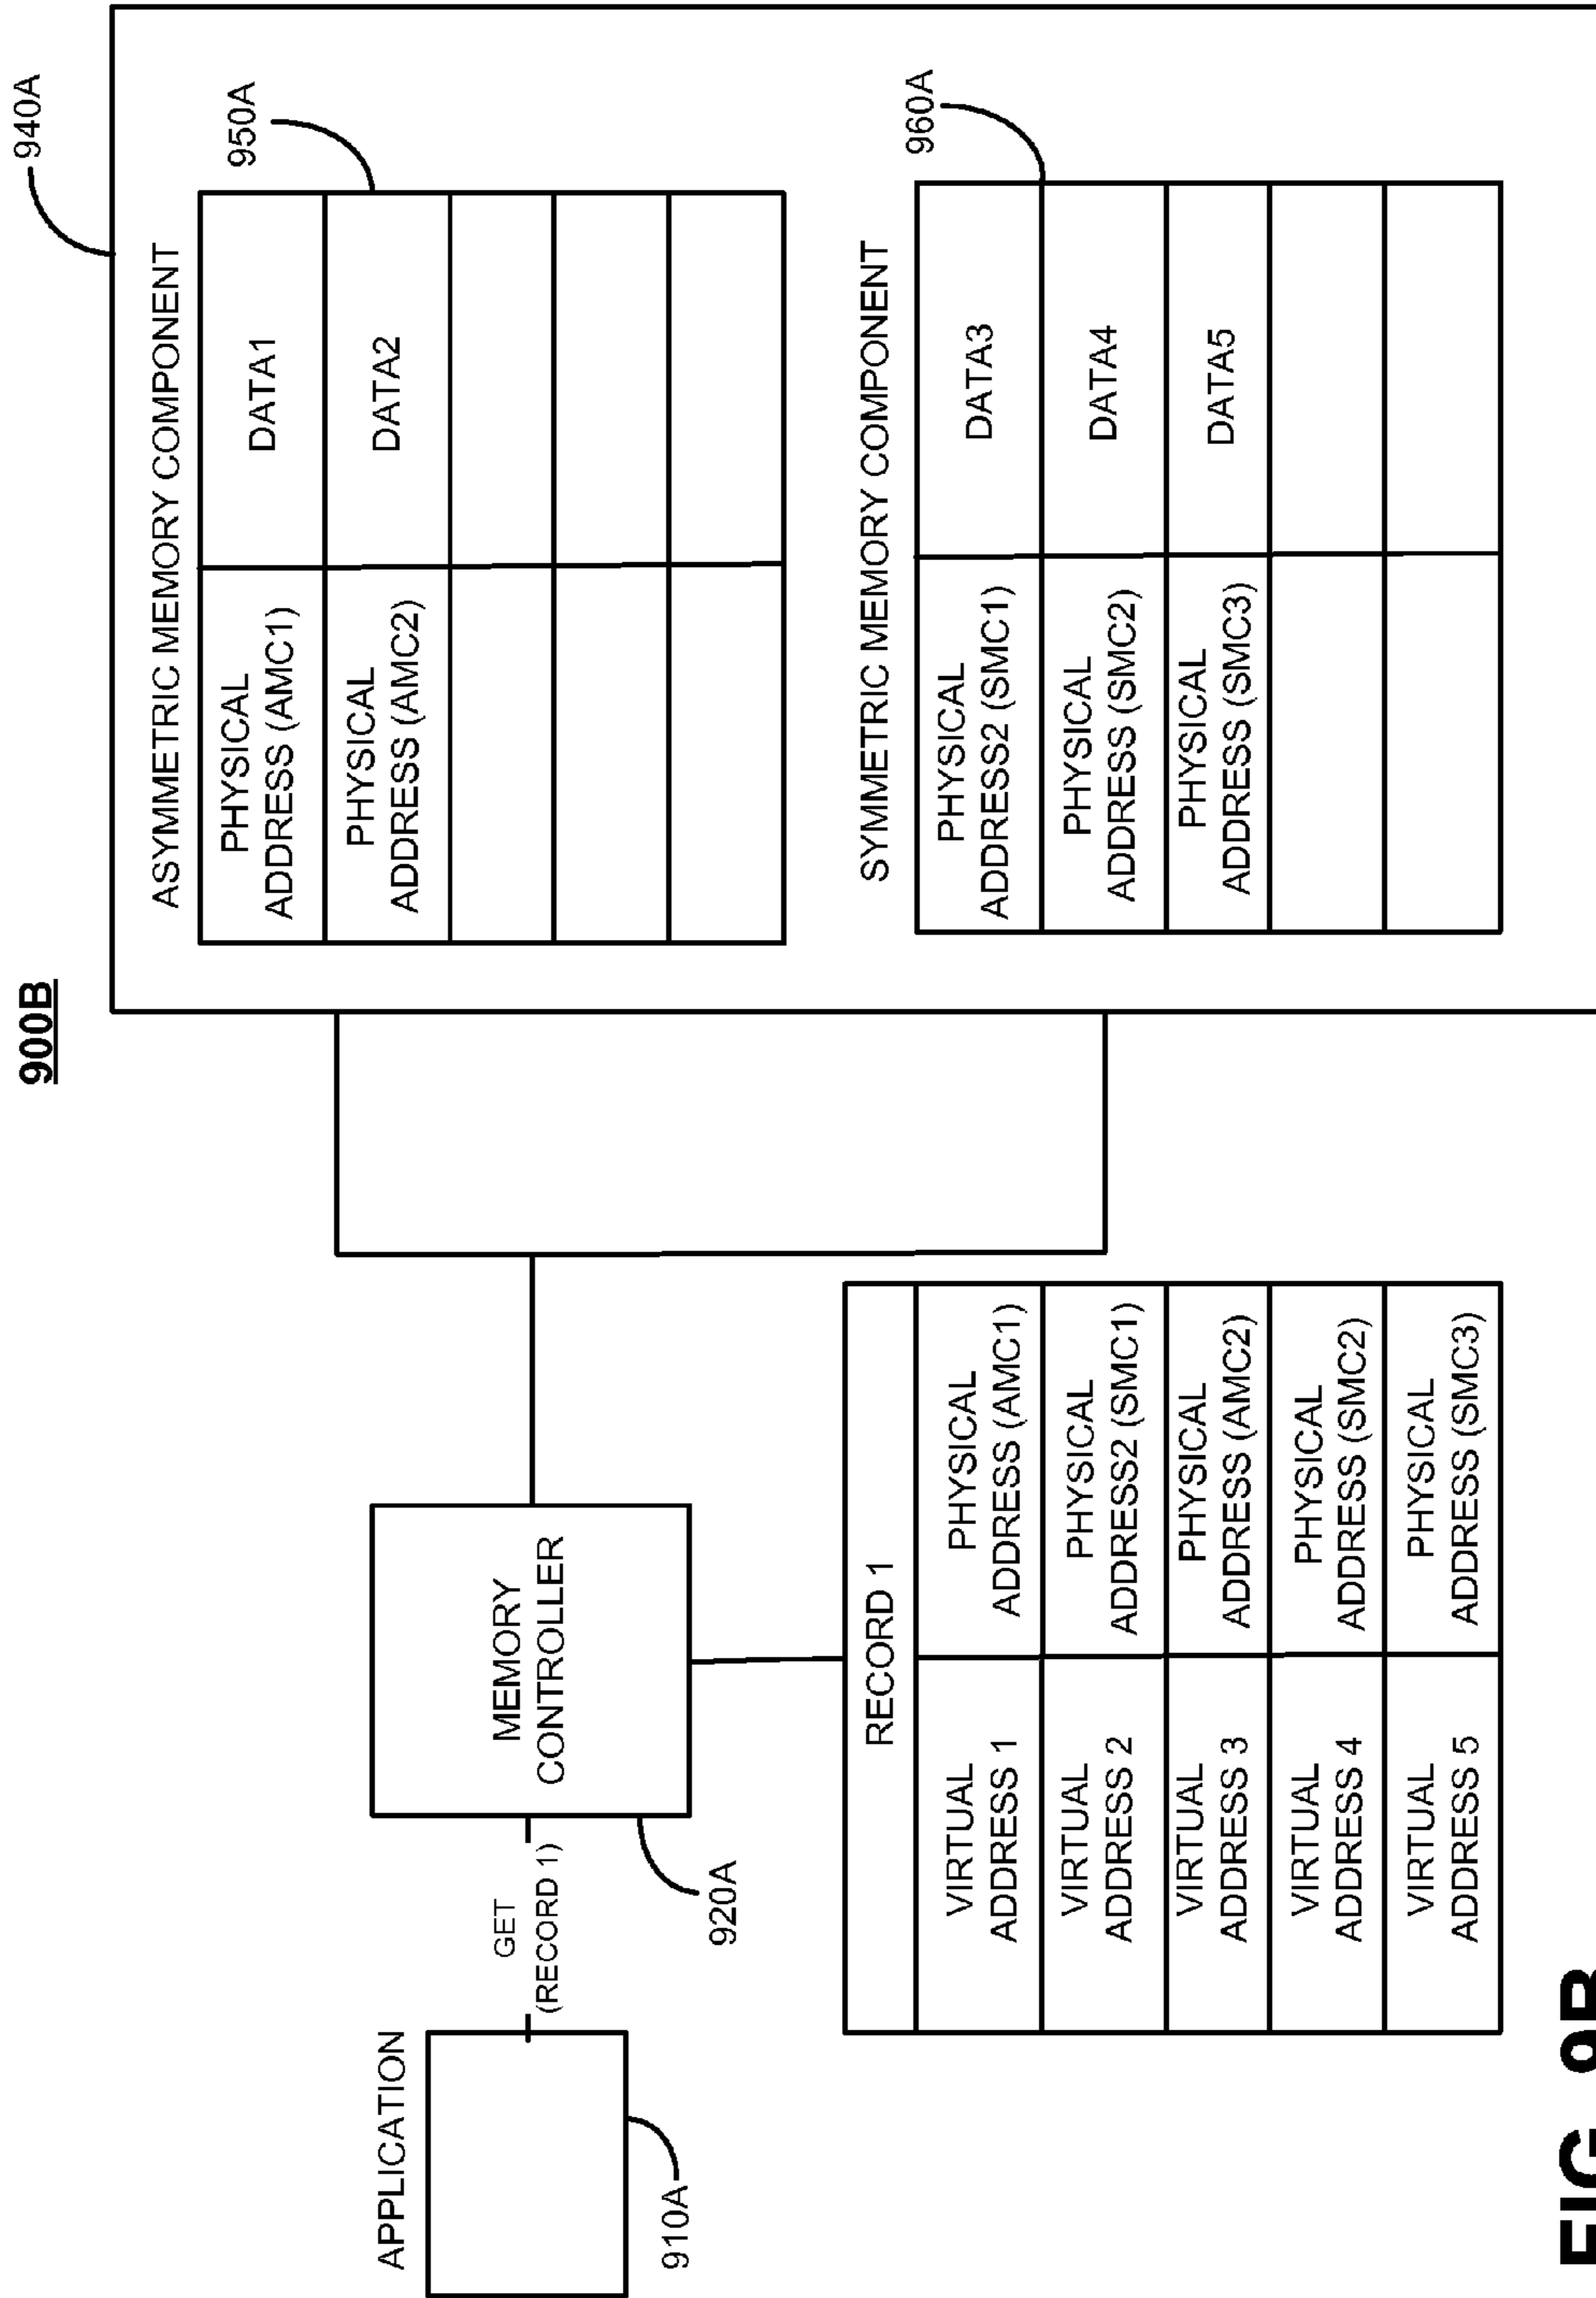 900B
940A
ASYMMETRIC MEMORY COMPONENT
950A
PHYSICAL
ADDRESS (AMC1)
DATA1
PHYSICAL
ADDRESS (AMC2)
DATA2
SYMMETRIC MEMORY COMPONENT
960A
PHYSICAL
ADDRESS2 (SMC1)
DATA3
PHYSICAL
ADDRESS (SMC2)
DATA4
PHYSICAL
ADDRESS (SMC3)
DATA5
APPLICATION
910A
GET
(RECORD 1)
MEMORY
CONTROLLER
920A
RECORD 1
VIRTUAL
ADDRESS 1
PHYSICAL
ADDRESS (AMC1)
VIRTUAL
ADDRESS 2
PHYSICAL
ADDRESS2 (SMC1)
VIRTUAL
ADDRESS 3
PHYSICAL
ADDRESS (AMC2)
VIRTUAL
ADDRESS 4
PHYSICAL
ADDRESS (SMC2)
VIRTUAL
ADDRESS 5
PHYSICAL
ADDRESS (SMC3)
FIG. 9B